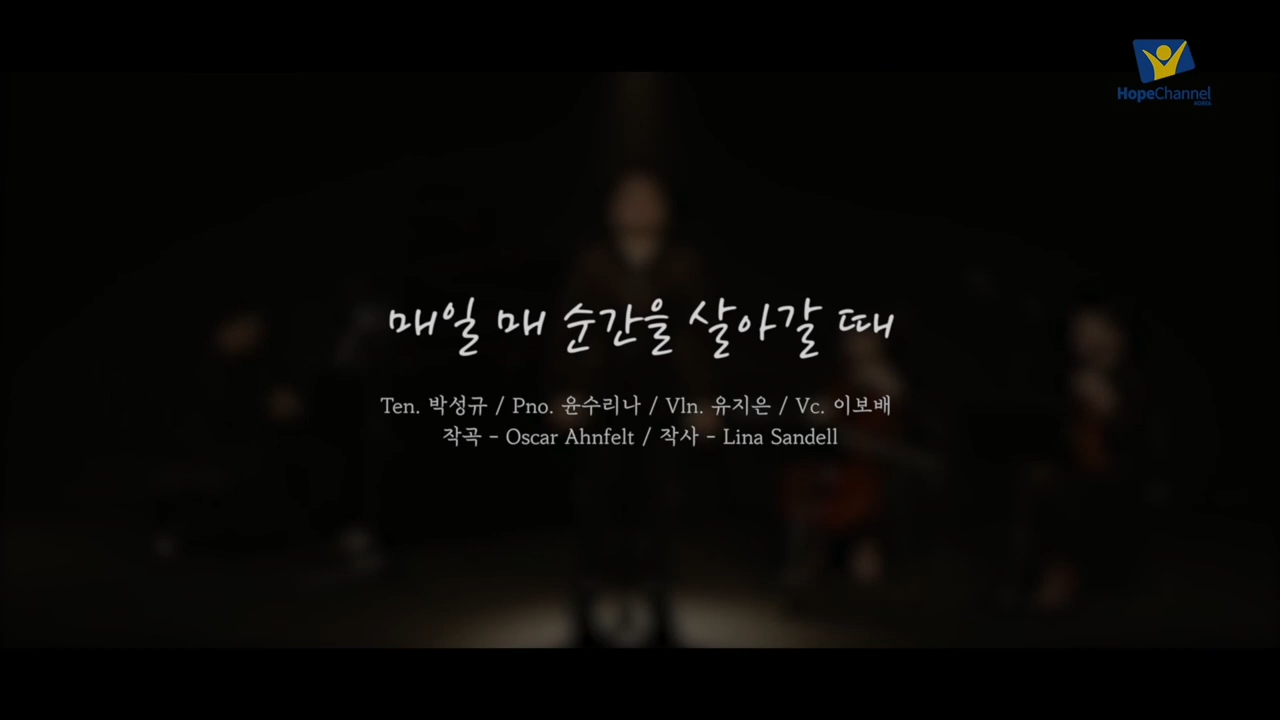 HopeChannel
KOREA
매일 매 순간을 살아갈 때
Ten. 박성규 / Pno. 윤수리나 / Vln. 유지은 / Vc. 이보배
작곡 - Oscar Ahnfelt / 작사 - Lina Sandell